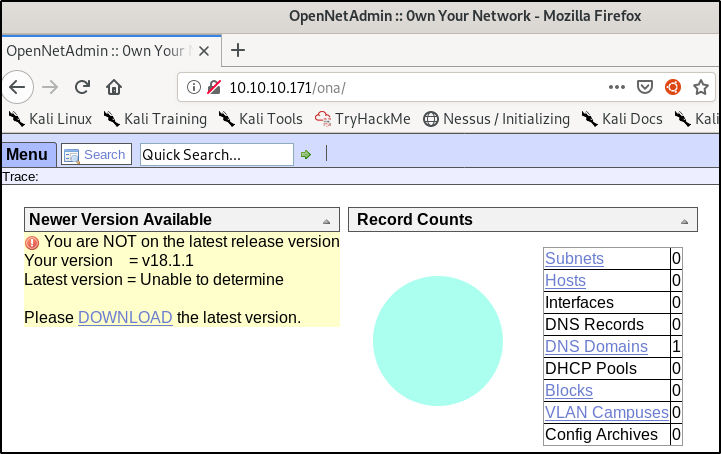 OpenNetAdmin :: 0wn Your Network - Mozilla Firefox
OpenNetAdmin :: 0wn Your
10.10.10.171/ona/
Kali Linux Kali Training Kali Tools TryHackMe Nessus / Initializing Kali Docs Kali
Menu Search Quick Search...
Trace:
Newer Version Available
You are NOT on the latest release version
Your version = v18.1.1
Latest version = Unable to determine
Please DOWNLOAD the latest version.
Record Counts
Subnets 0
Hosts 0
Interfaces 0
DNS Records 0
DNS Domains 1
DHCP Pools 0
Blocks 0
VLAN Campuses 0
Config Archives 0